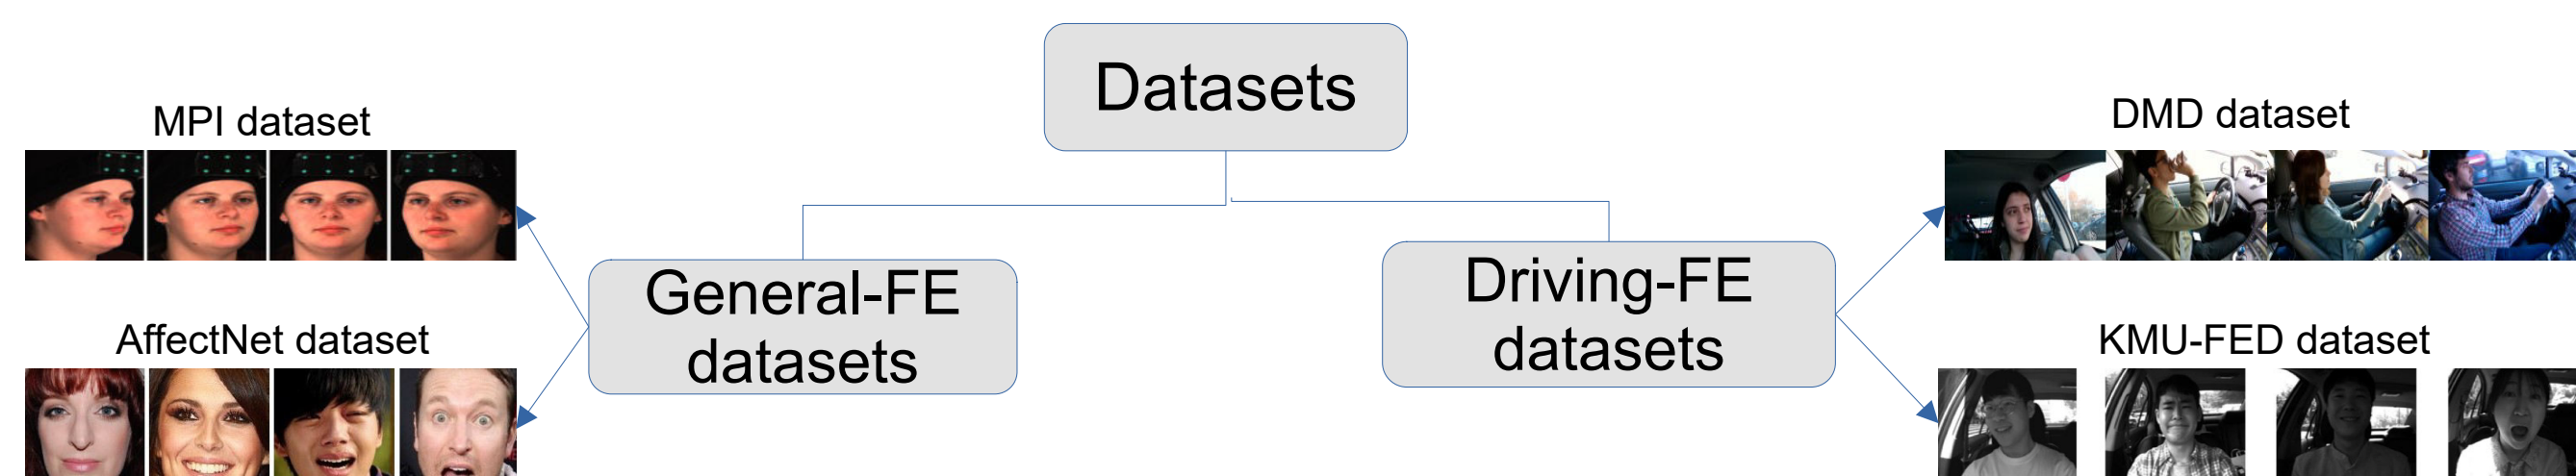 Datasets
MPI dataset
DMD dataset
General-FE
datasets
Driving-FE
datasets
AffectNet dataset
KMU-FED dataset